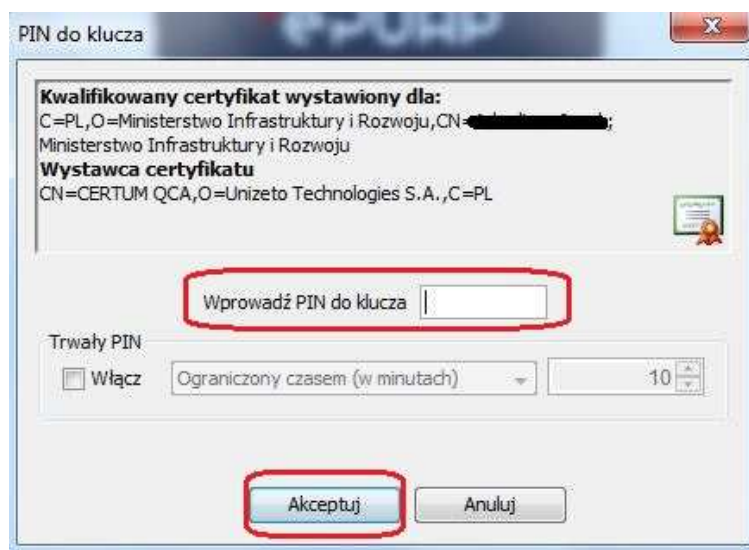 PIN do klucza
ePUAP
Kwalifikowany certyfikat wystawiony dla:
C=PL,O=Ministerstwo Infrastruktury i Rozwoju,CN=
Ministerstwo Infrastruktury i Rozwoju
Wystawca certyfikatu
CN=CERTUM QCA,O=Unizeto Technologies S.A.,C=PL
Wprowadź PIN do klucza
Trwały PIN
Włącz Ograniczony czasem (w minutach) 10
Akceptuj Anuluj